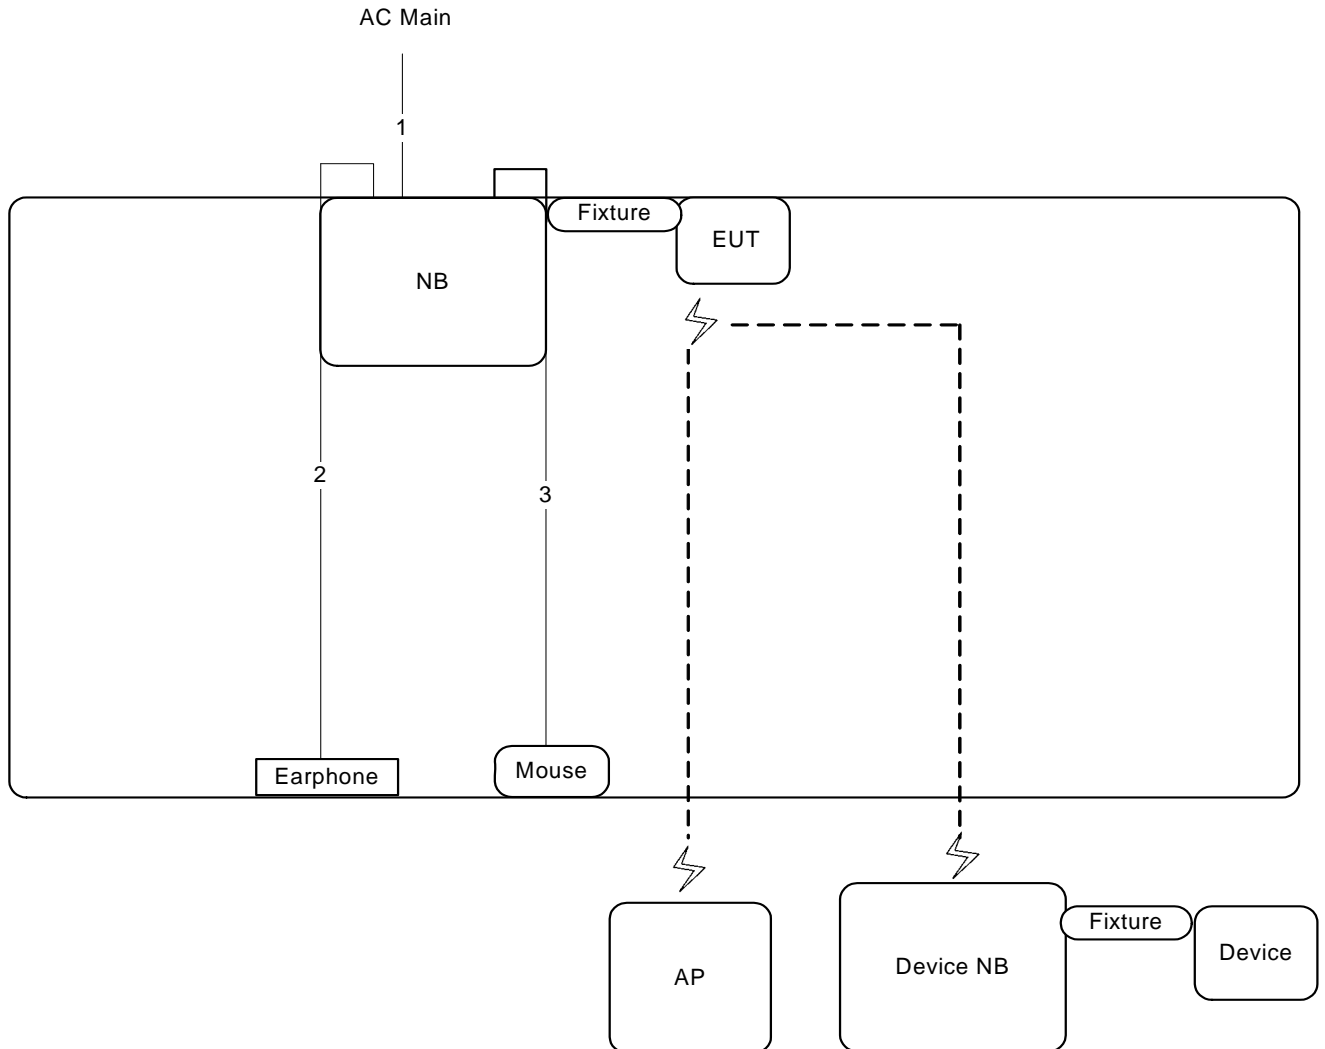 AC Main
1
Fixture
EUT
NB
2
3
Earphone
Mouse
Fixture
Device
Device NB
AP